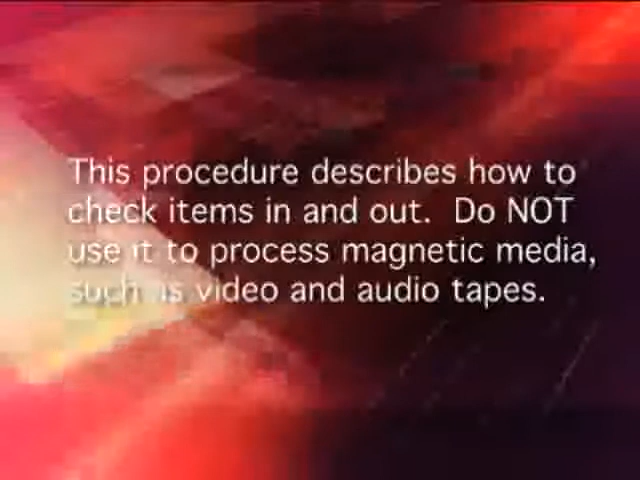 This procedure describes how to
check items in and out.  Do NOT
use it to process magnetic media,
such as video and audio tapes.